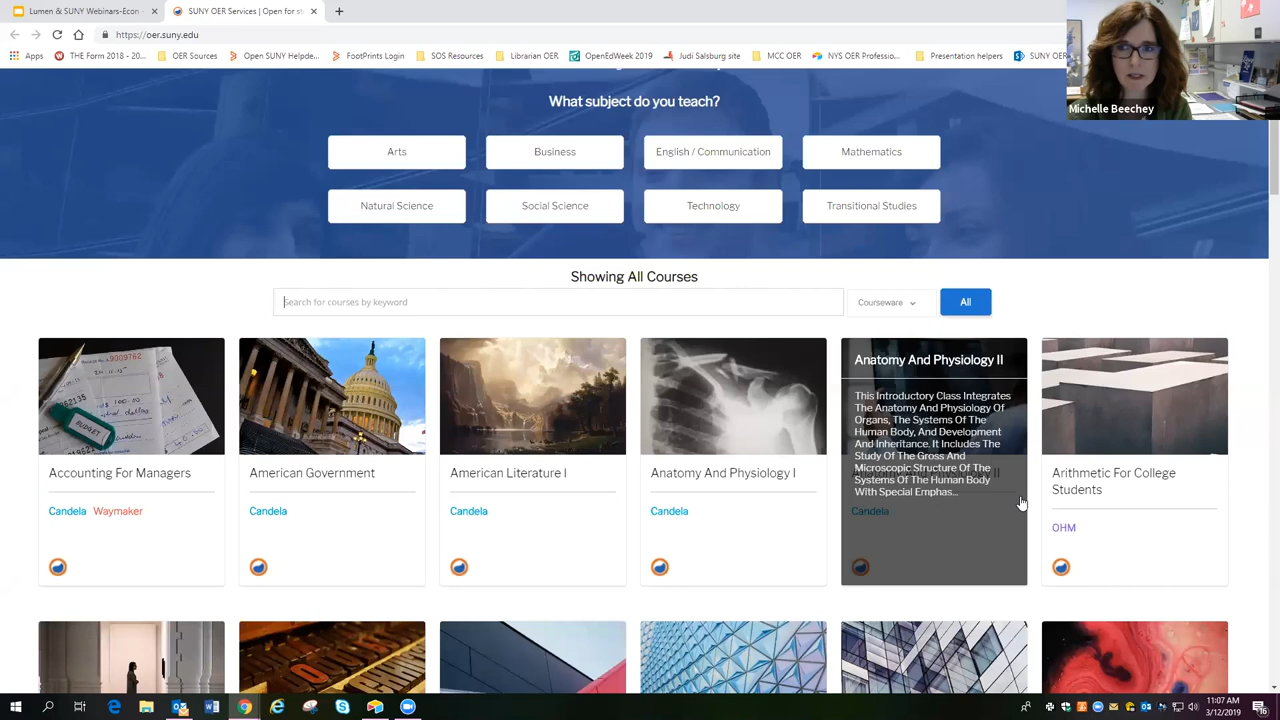 Lumen & SUNY Webinars-Econ
SUNY OER Services | Open for st
https://oer.suny.edu
Apps
THE Form 2018 - 20...
OER Sources
Open SUNY Helpde...
FootPrints Login
SOS Resources
Librarian OER
OpenEdWeek 2019
Judi Salsburg site
MCC OER
NYS OER Professio...
Presentation helpers
SUNY OER
Michelle Beechey
What subject do you teach?
Arts
Business
English / Communication
Mathematics
Natural Science
Social Science
Technology
Transitional Studies
Showing All Courses
Search for courses by keyword
Courseware
All
Accounting For Managers
Candela Waymaker
American Government
Candela
American Literature I
Candela
Anatomy And Physiology I
Candela
Anatomy And Physiology II
This Introductory Class Integrates
The Anatomy And Physiology Of
Organs, The Systems Of The
Human Body, And Development
And Inheritance. It Includes The
Study Of The Gross And
Microscopic Structure Of The
Systems Of The Human Body
With Special Emphas...
Candela
Arithmetic For College
Students
OHM
11:07 AM
3/12/2019